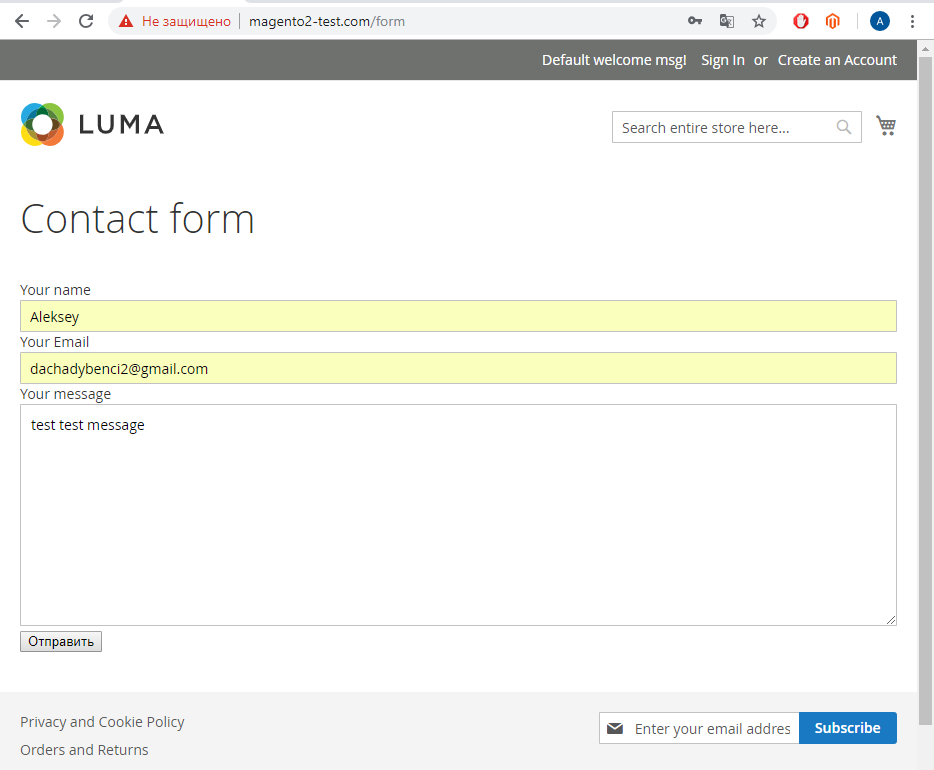 Не защищено magento2-test.com/form A
Default welcome msg! Sign In or Create an Account
LUMA
Search entire store here...
Contact form
Your name
Aleksey
Your Email
dachadybenci2@gmail.com
Your message
test test message
Отправить
Privacy and Cookie Policy
Enter your email addres Subscribe
Orders and Returns